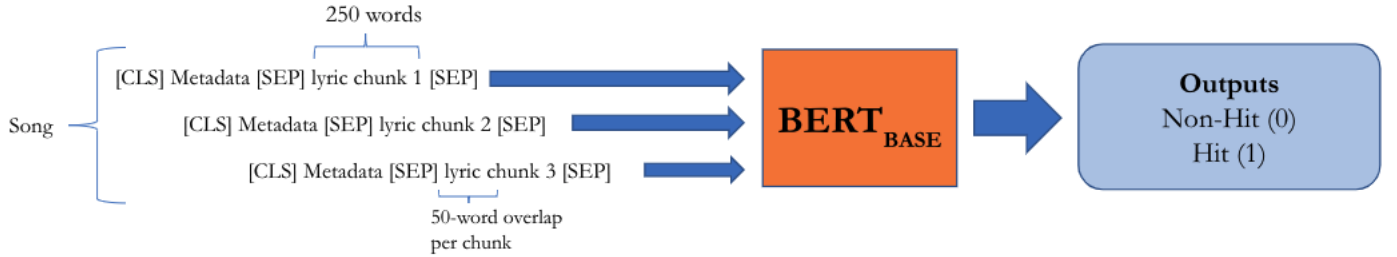 250 words
[CLS] Metadata [SEP] lyric chunk 1 [SEP]
Song
[CLS] Metadata [SEP] lyric chunk 2 [SEP]
[CLS] Metadata [SEP] lyric chunk 3 [SEP]
50-word overlap
per chunk
BERT BASE
Outputs
Non-Hit (0)
Hit (1)